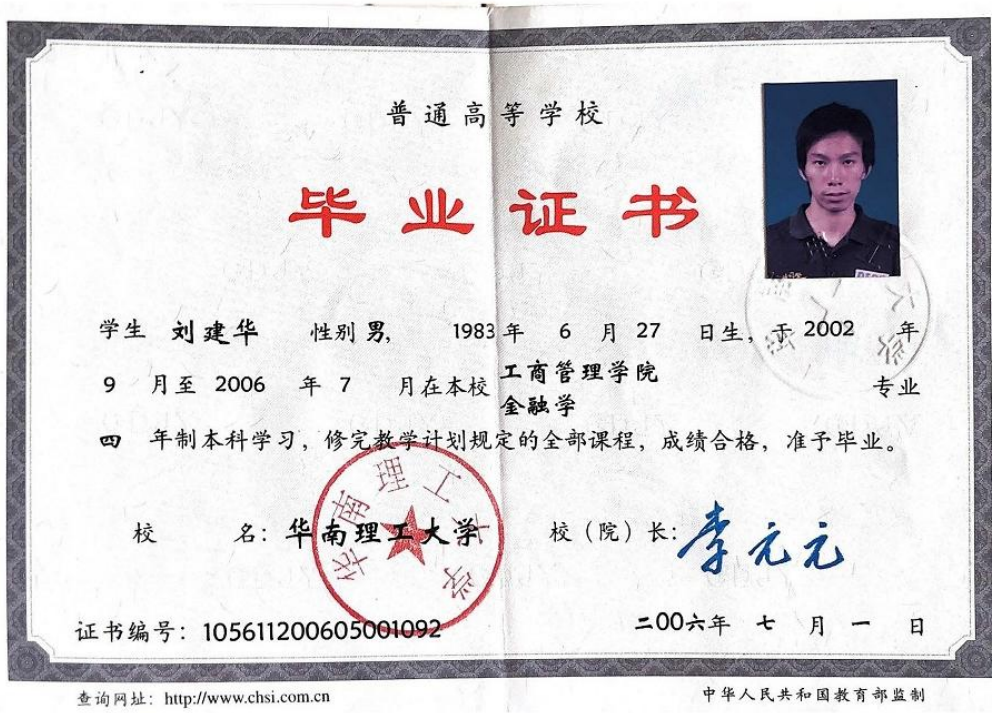 普通高等学校
毕业证书
学生 刘建华 性别 男, 1983 年 6 月 27 日生, 于 2002 年
9 月至 2006 年 7 月在本校 工商管理学院 专业
金融学
四 年制本科学习, 修完教学计划规定的全部课程, 成绩合格, 准予毕业。
校 名: 华南理工大学 校（院）长: 李元元
华南理工大学
证书编号: 105611200605001092 二00六年 七 月 一 日
查询网址: http://www.chsi.com.cn 中华人民共和国教育部监制